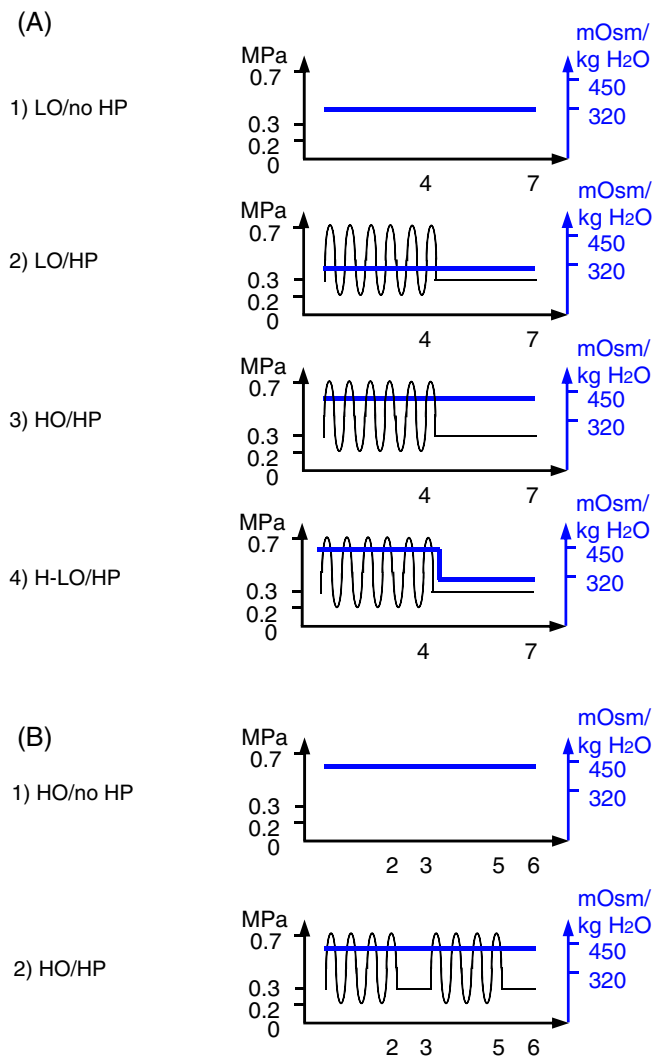 (A)
1) LO/no HP
MPa
0.7
0.3
0.2
0
4
7
mOsm/
kg H2O
450
320
2) LO/HP
MPa
0.7
0.3
0.2
0
4
7
mOsm/
kg H2O
450
320
3) HO/HP
MPa
0.7
0.3
0.2
0
4
7
mOsm/
kg H2O
450
320
4) H-LO/HP
MPa
0.7
0.3
0.2
0
4
7
mOsm/
kg H2O
450
320
(B)
1) HO/no HP
MPa
0.7
0.3
0.2
0
2 3 5 6
mOsm/
kg H2O
450
320
2) HO/HP
MPa
0.7
0.3
0.2
0
2 3 5 6
mOsm/
kg H2O
450
320